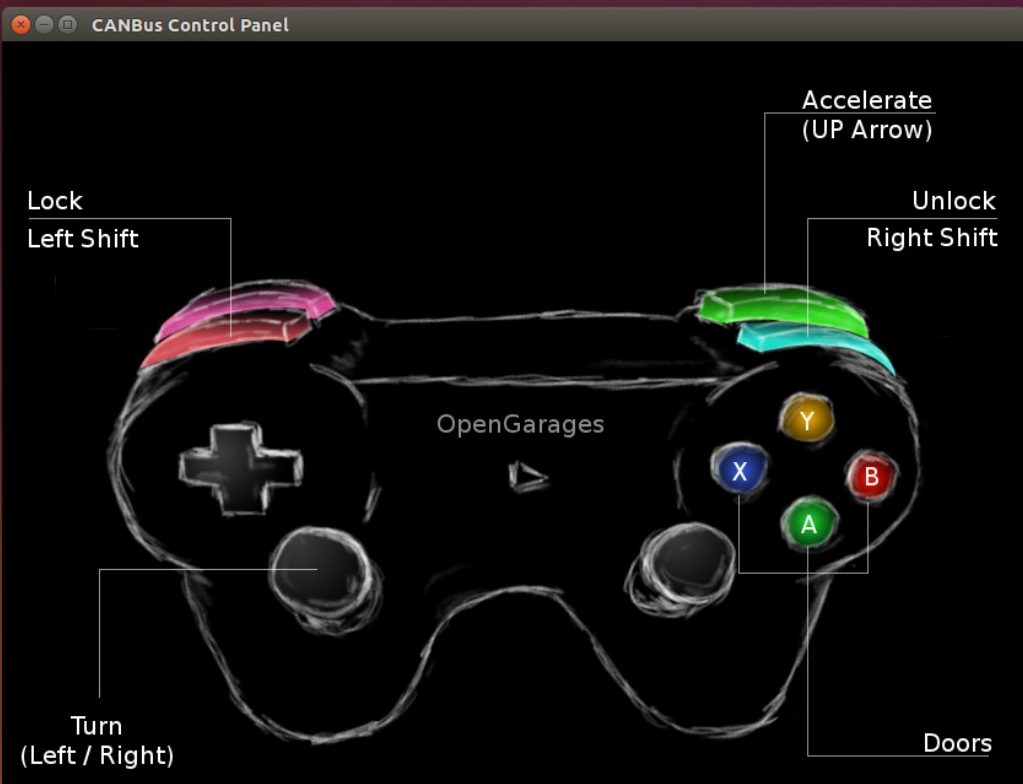 CANBus Control Panel
Accelerate
(UP Arrow)
Lock
Left Shift
Unlock
Right Shift
OpenGarages
Y
X
B
A
Turn
(Left / Right)
Doors